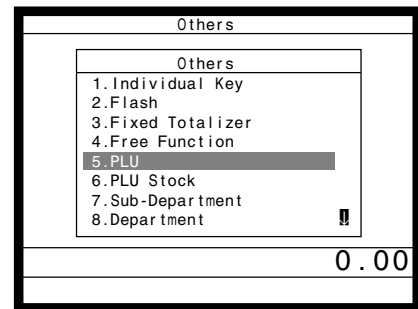 Others
Others
1.Individual Key
2.Flash
3.Fixed Totalizer
4.Free Function
5.PLU
6.PLU Stock
7.Sub-Department
8.Department
0.00